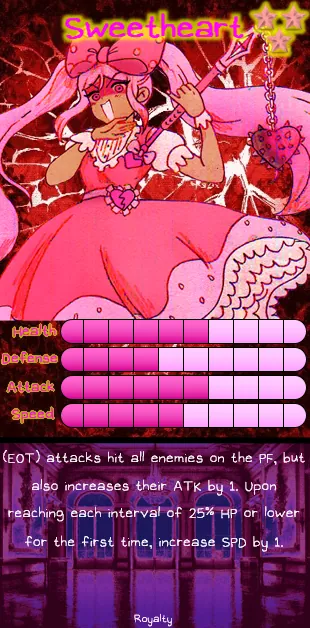 Sweetheart
Health
Defense
Attack
Speed
(EOT) attacks hit all enemies on the PF, but
also increases their ATK by 1. Upon
reaching each interval of 25% HP or lower
for the first time, increase SPD by 1.
Royalty